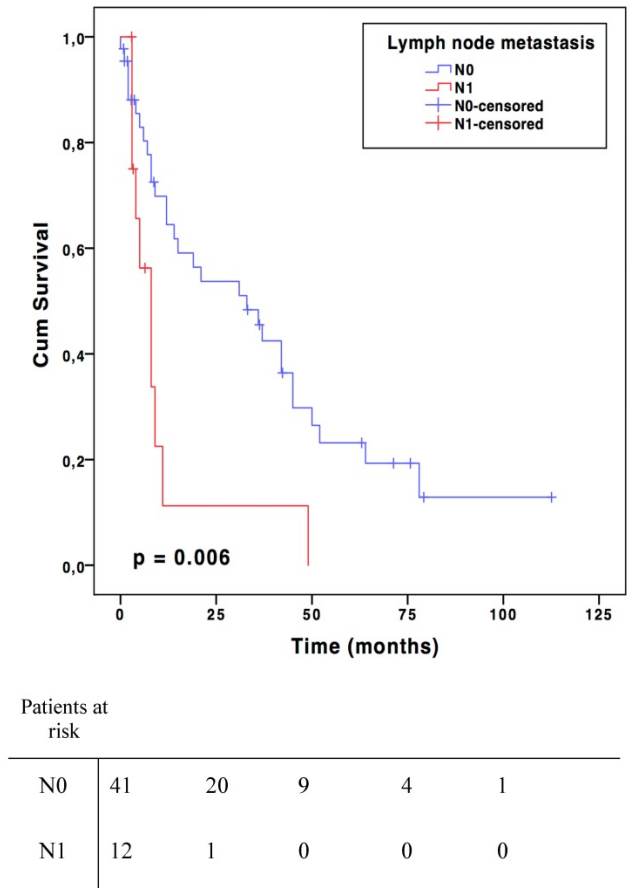 Lymph node metastasis
N0
N1
N0-censored
N1-censored
1,0
0,8
0,6
0,4
0,2
0,0
Cum Survival
p = 0.006
0 25 50 75 100 125
Time (months)
Patients at
risk
N0 41 20 9 4 1
N1 12 1 0 0 0